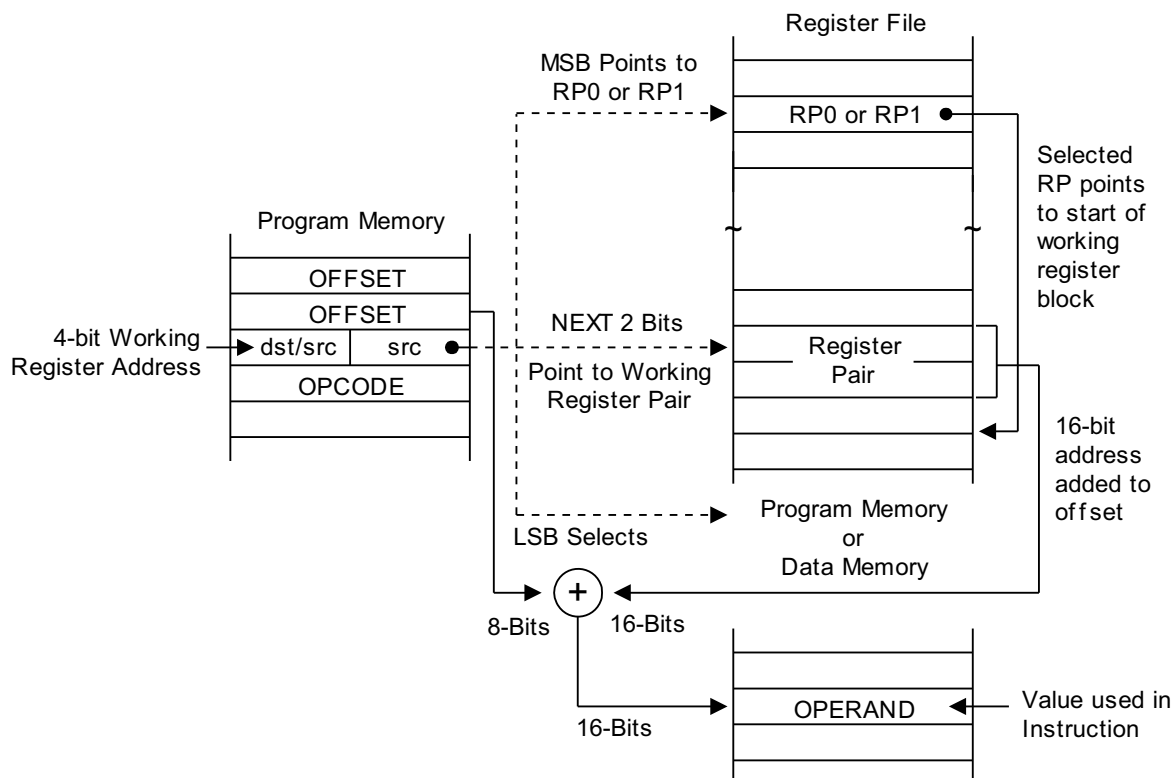 Register File
MSB Points to
RP0 or RP1
RP0 or RP1
Selected
RP points
to start of
working
register
block
Program Memory
OFFSET
OFFSET
4-bit Working
Register Address
dst/src
src
OPCODE
NEXT 2 Bits
Point to Working
Register Pair
Register
Pair
16-bit
address
added to
offset
LSB Selects
Program Memory
or
Data Memory
+
8-Bits
16-Bits
16-Bits
OPERAND
Value used in
Instruction